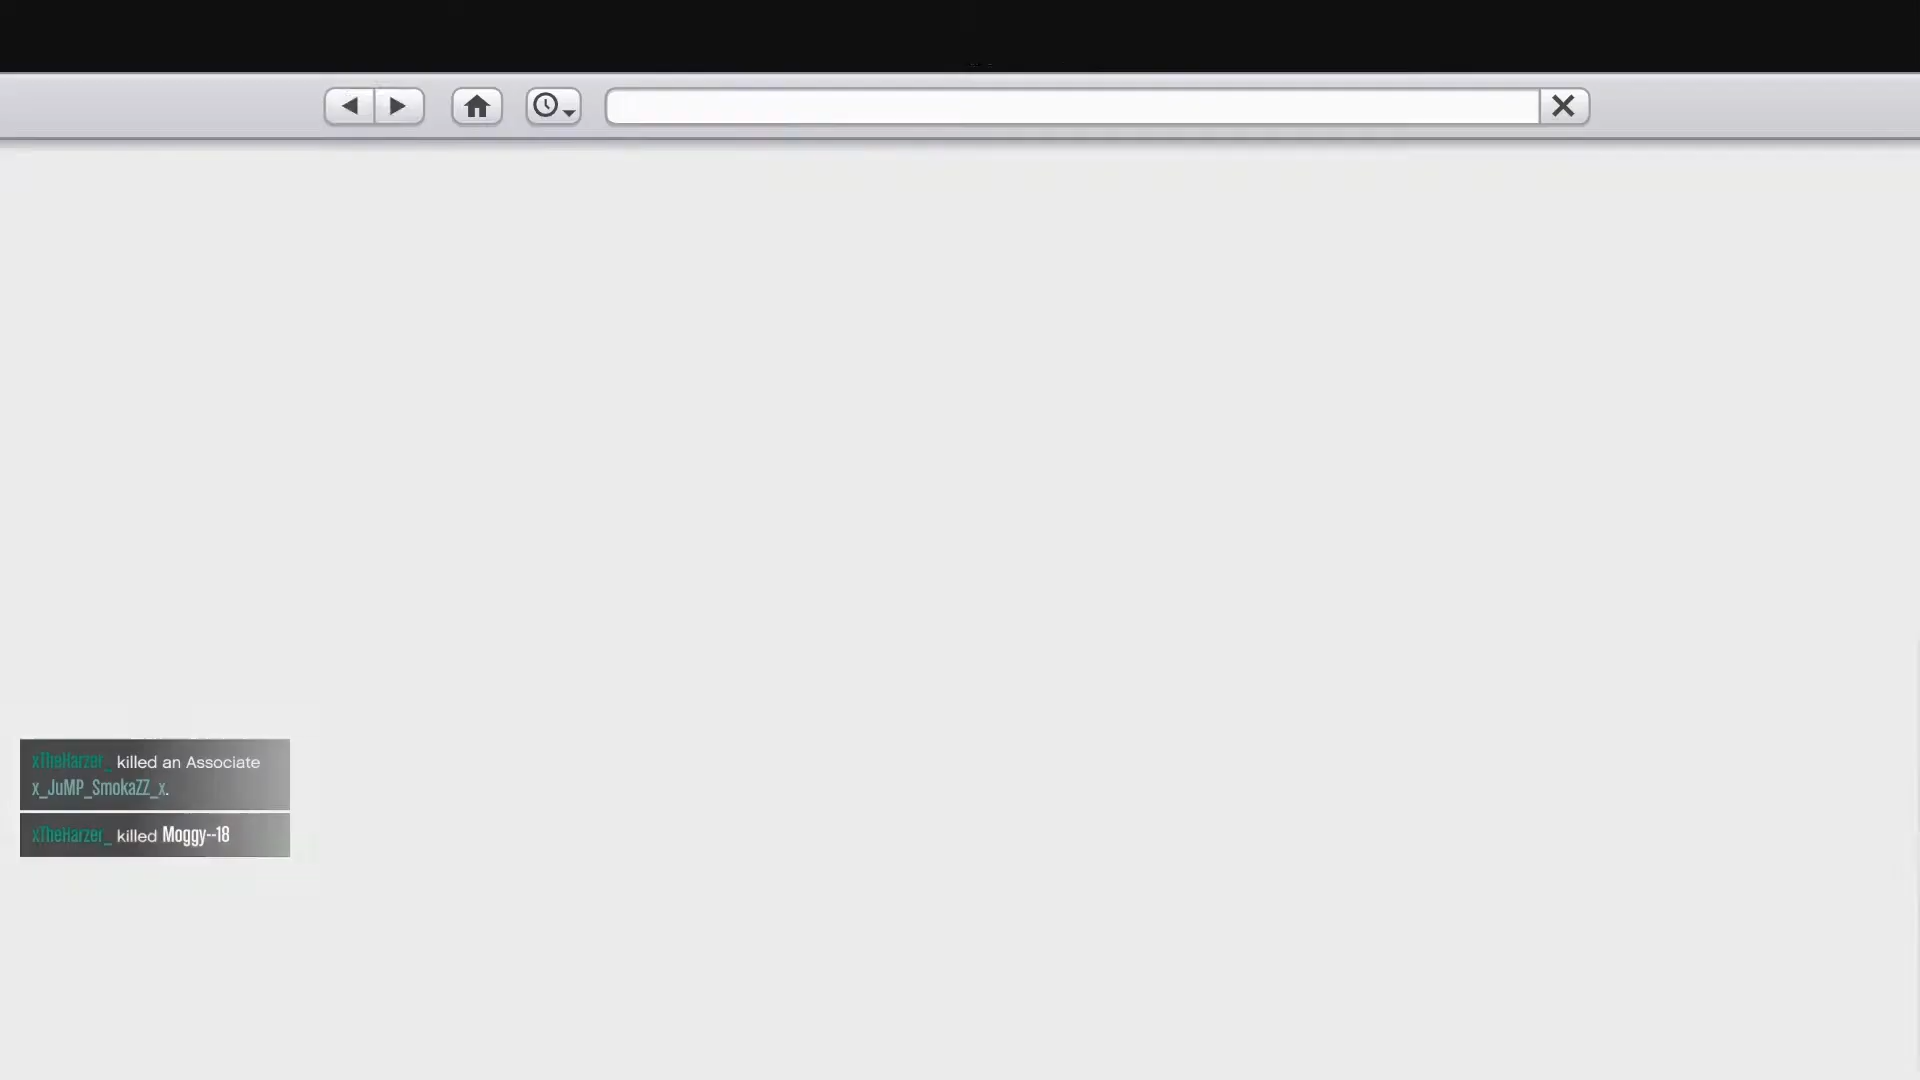 xTheHarzer_ killed an Associate
x_JuMP_SmokaZZ_x.
xTheHarzer_ killed Moggy--18